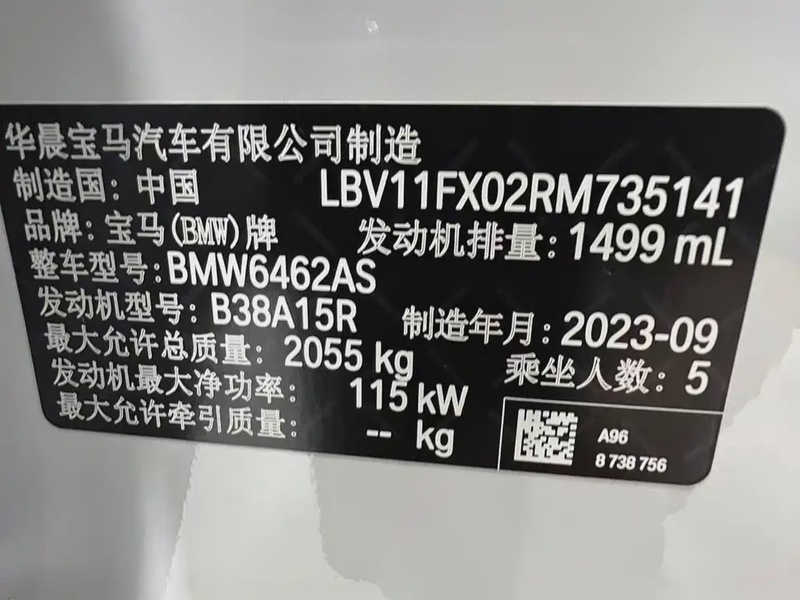 华晨宝马汽车有限公司制造
制造国: 中国 LBV11FX02RM735141
品牌: 宝马(BMW)牌 发动机排量: 1499 mL
整车型号: BMW6462AS
发动机型号: B38A15R 制造年月: 2023-09
最大允许总质量: 2055 kg 乘坐人数: 5
发动机最大净功率: 115 kW
最大允许牵引质量: -- kg
A96
8 738 756